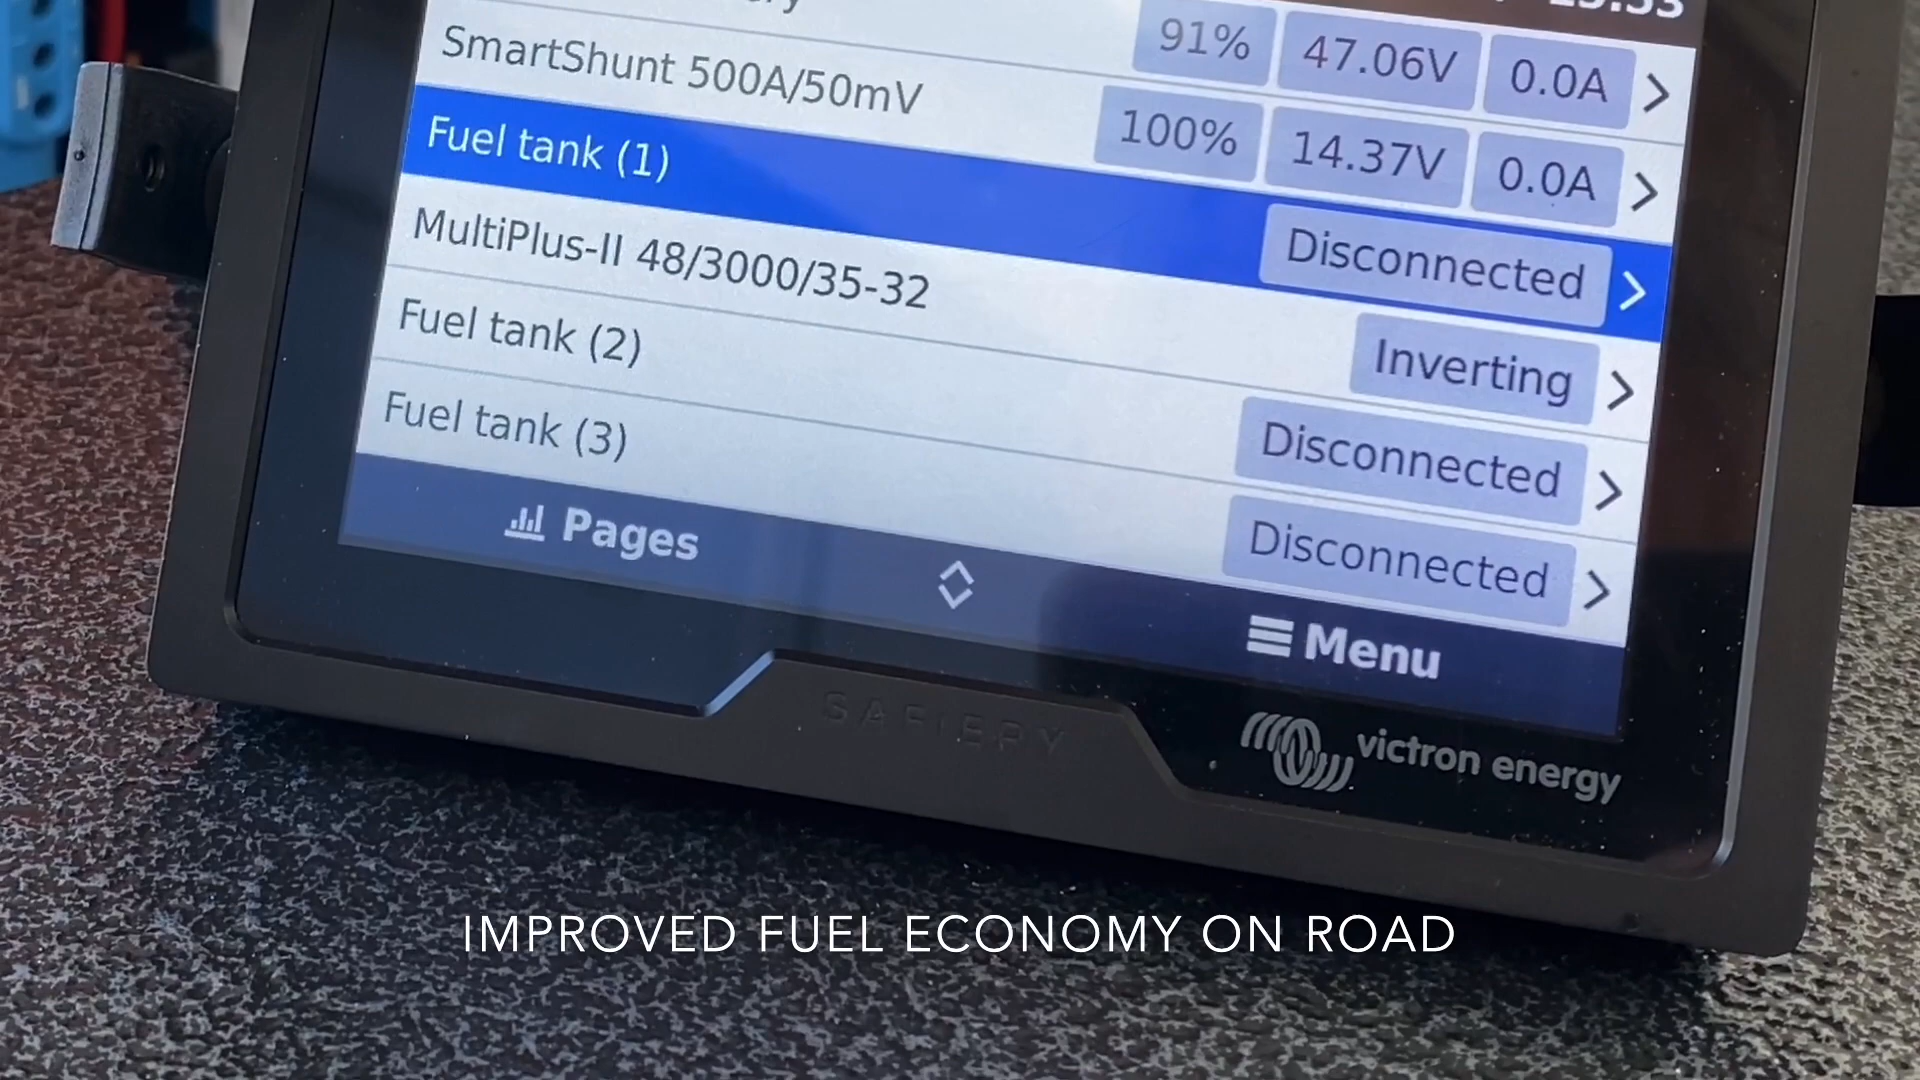 91% 47.06V 0.0A
SmartShunt 500A/50mV 100% 14.37V 0.0A
Fuel tank (1) Disconnected
MultiPlus-II 48/3000/35-32 Inverting
Fuel tank (2) Disconnected
Fuel tank (3) Disconnected
Pages Menu
SAFIERY
victron energy
IMPROVED FUEL ECONOMY ON ROAD